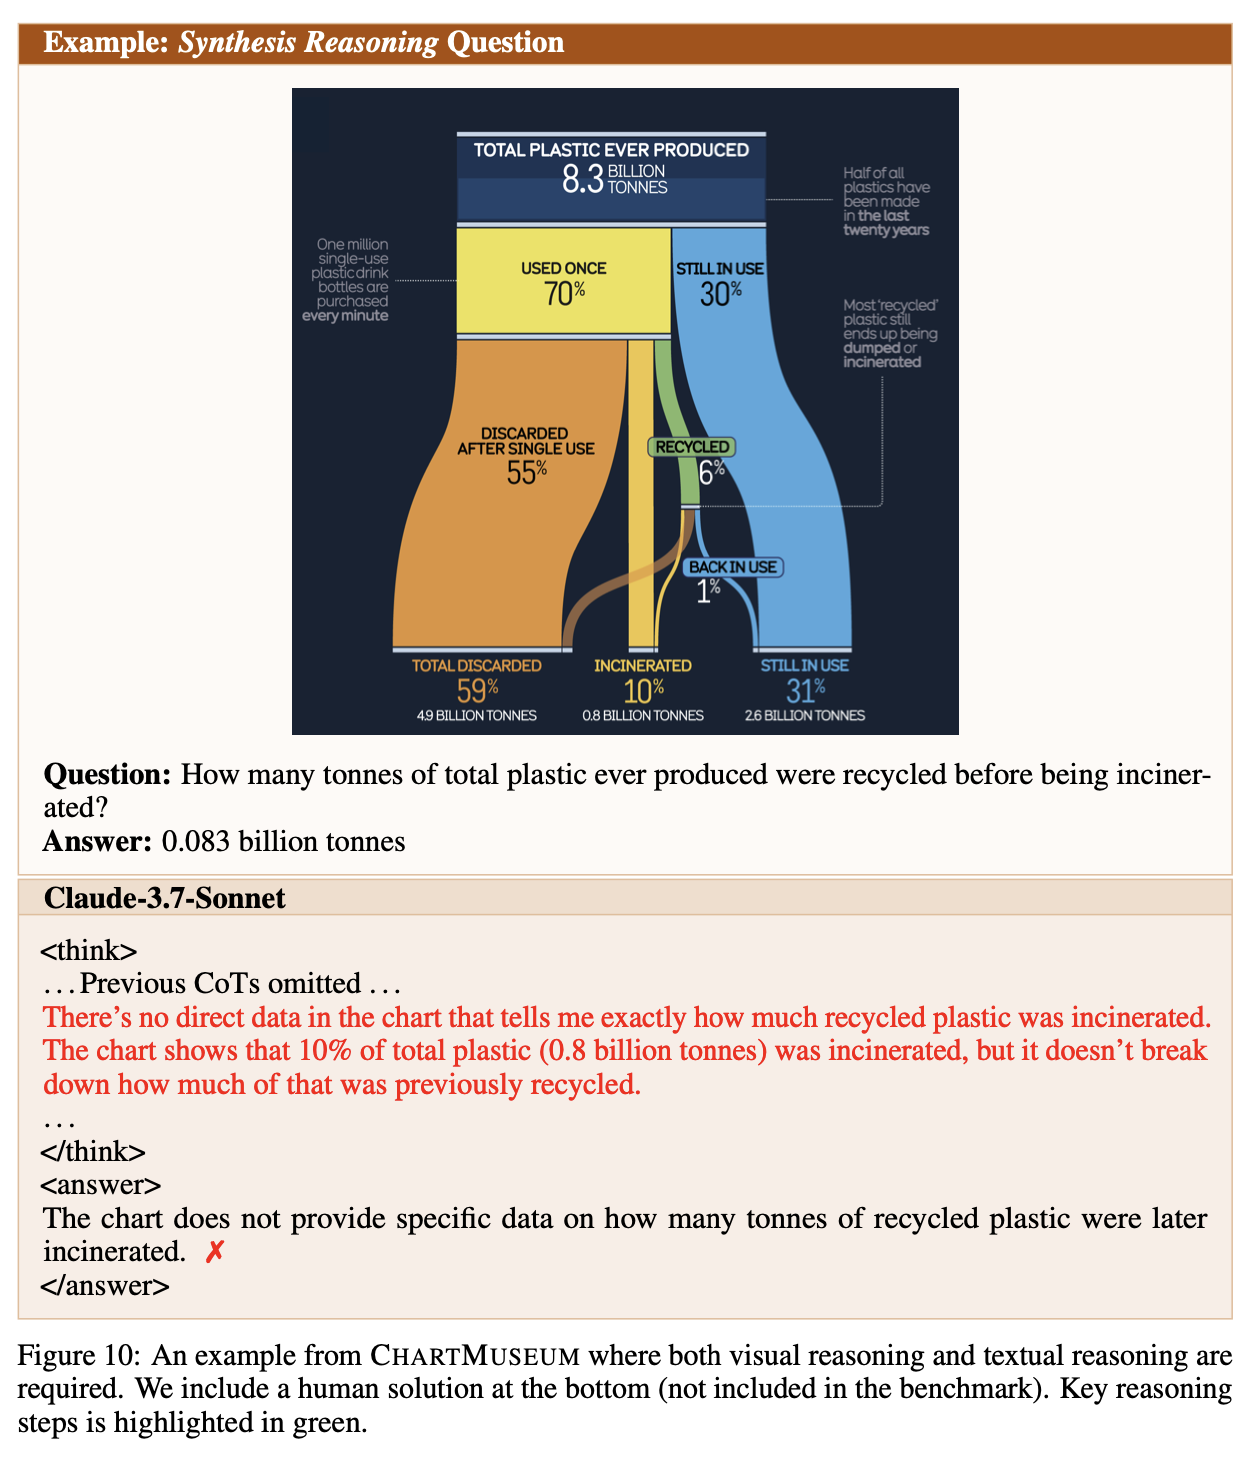 Example: Synthesis Reasoning Question
TOTAL PLASTIC EVER PRODUCED
8.3 BILLION TONNES
Half of all
plastics have
been made
in the last
twenty years
One million
single-use
plastic drink
bottles are
purchased
every minute
USED ONCE
70%
STILL IN USE
30%
Most ‘recycled’
plastic still
ends up being
dumped or
incinerated
DISCARDED
AFTER SINGLE USE
55%
RECYCLED
6%
BACK IN USE
1%
TOTAL DISCARDED
59%
4.9 BILLION TONNES
INCINERATED
10%
0.8 BILLION TONNES
STILL IN USE
31%
2.6 BILLION TONNES
Question: How many tonnes of total plastic ever produced were recycled before being inciner-
ated?
Answer: 0.083 billion tonnes
Claude-3.7-Sonnet
<think>
...Previous CoTs omitted ...
There’s no direct data in the chart that tells me exactly how much recycled plastic was incinerated.
The chart shows that 10% of total plastic (0.8 billion tonnes) was incinerated, but it doesn’t break
down how much of that was previously recycled.
...
</think>
<answer>
The chart does not provide specific data on how many tonnes of recycled plastic were later
incinerated. ✗
</answer>
Figure 10: An example from CHARTMUSEUM where both visual reasoning and textual reasoning are
required. We include a human solution at the bottom (not included in the benchmark). Key reasoning
steps is highlighted in green.